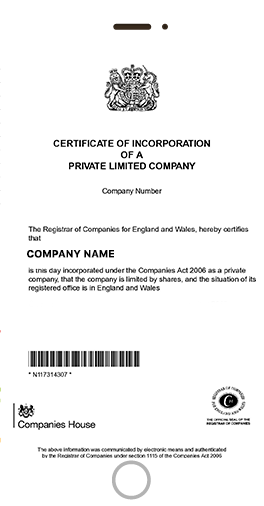 CERTIFICATE OF INCORPORATION
OF A
PRIVATE LIMITED COMPANY
Company Number
The Registrar of Companies for England and Wales, hereby certifies
that
COMPANY NAME
is this day incorporated under the Companies Act 2006 as a private
company, that the company is limited by shares, and the situation of its
registered office is in England and Wales
* N117314307 *
Companies House
THE OFFICIAL SEAL OF THE
REGISTRAR OF COMPANIES
The above information was communicated by electronic means and authenticated
by the Registrar of Companies under section 1115 of the Companies Act 2006